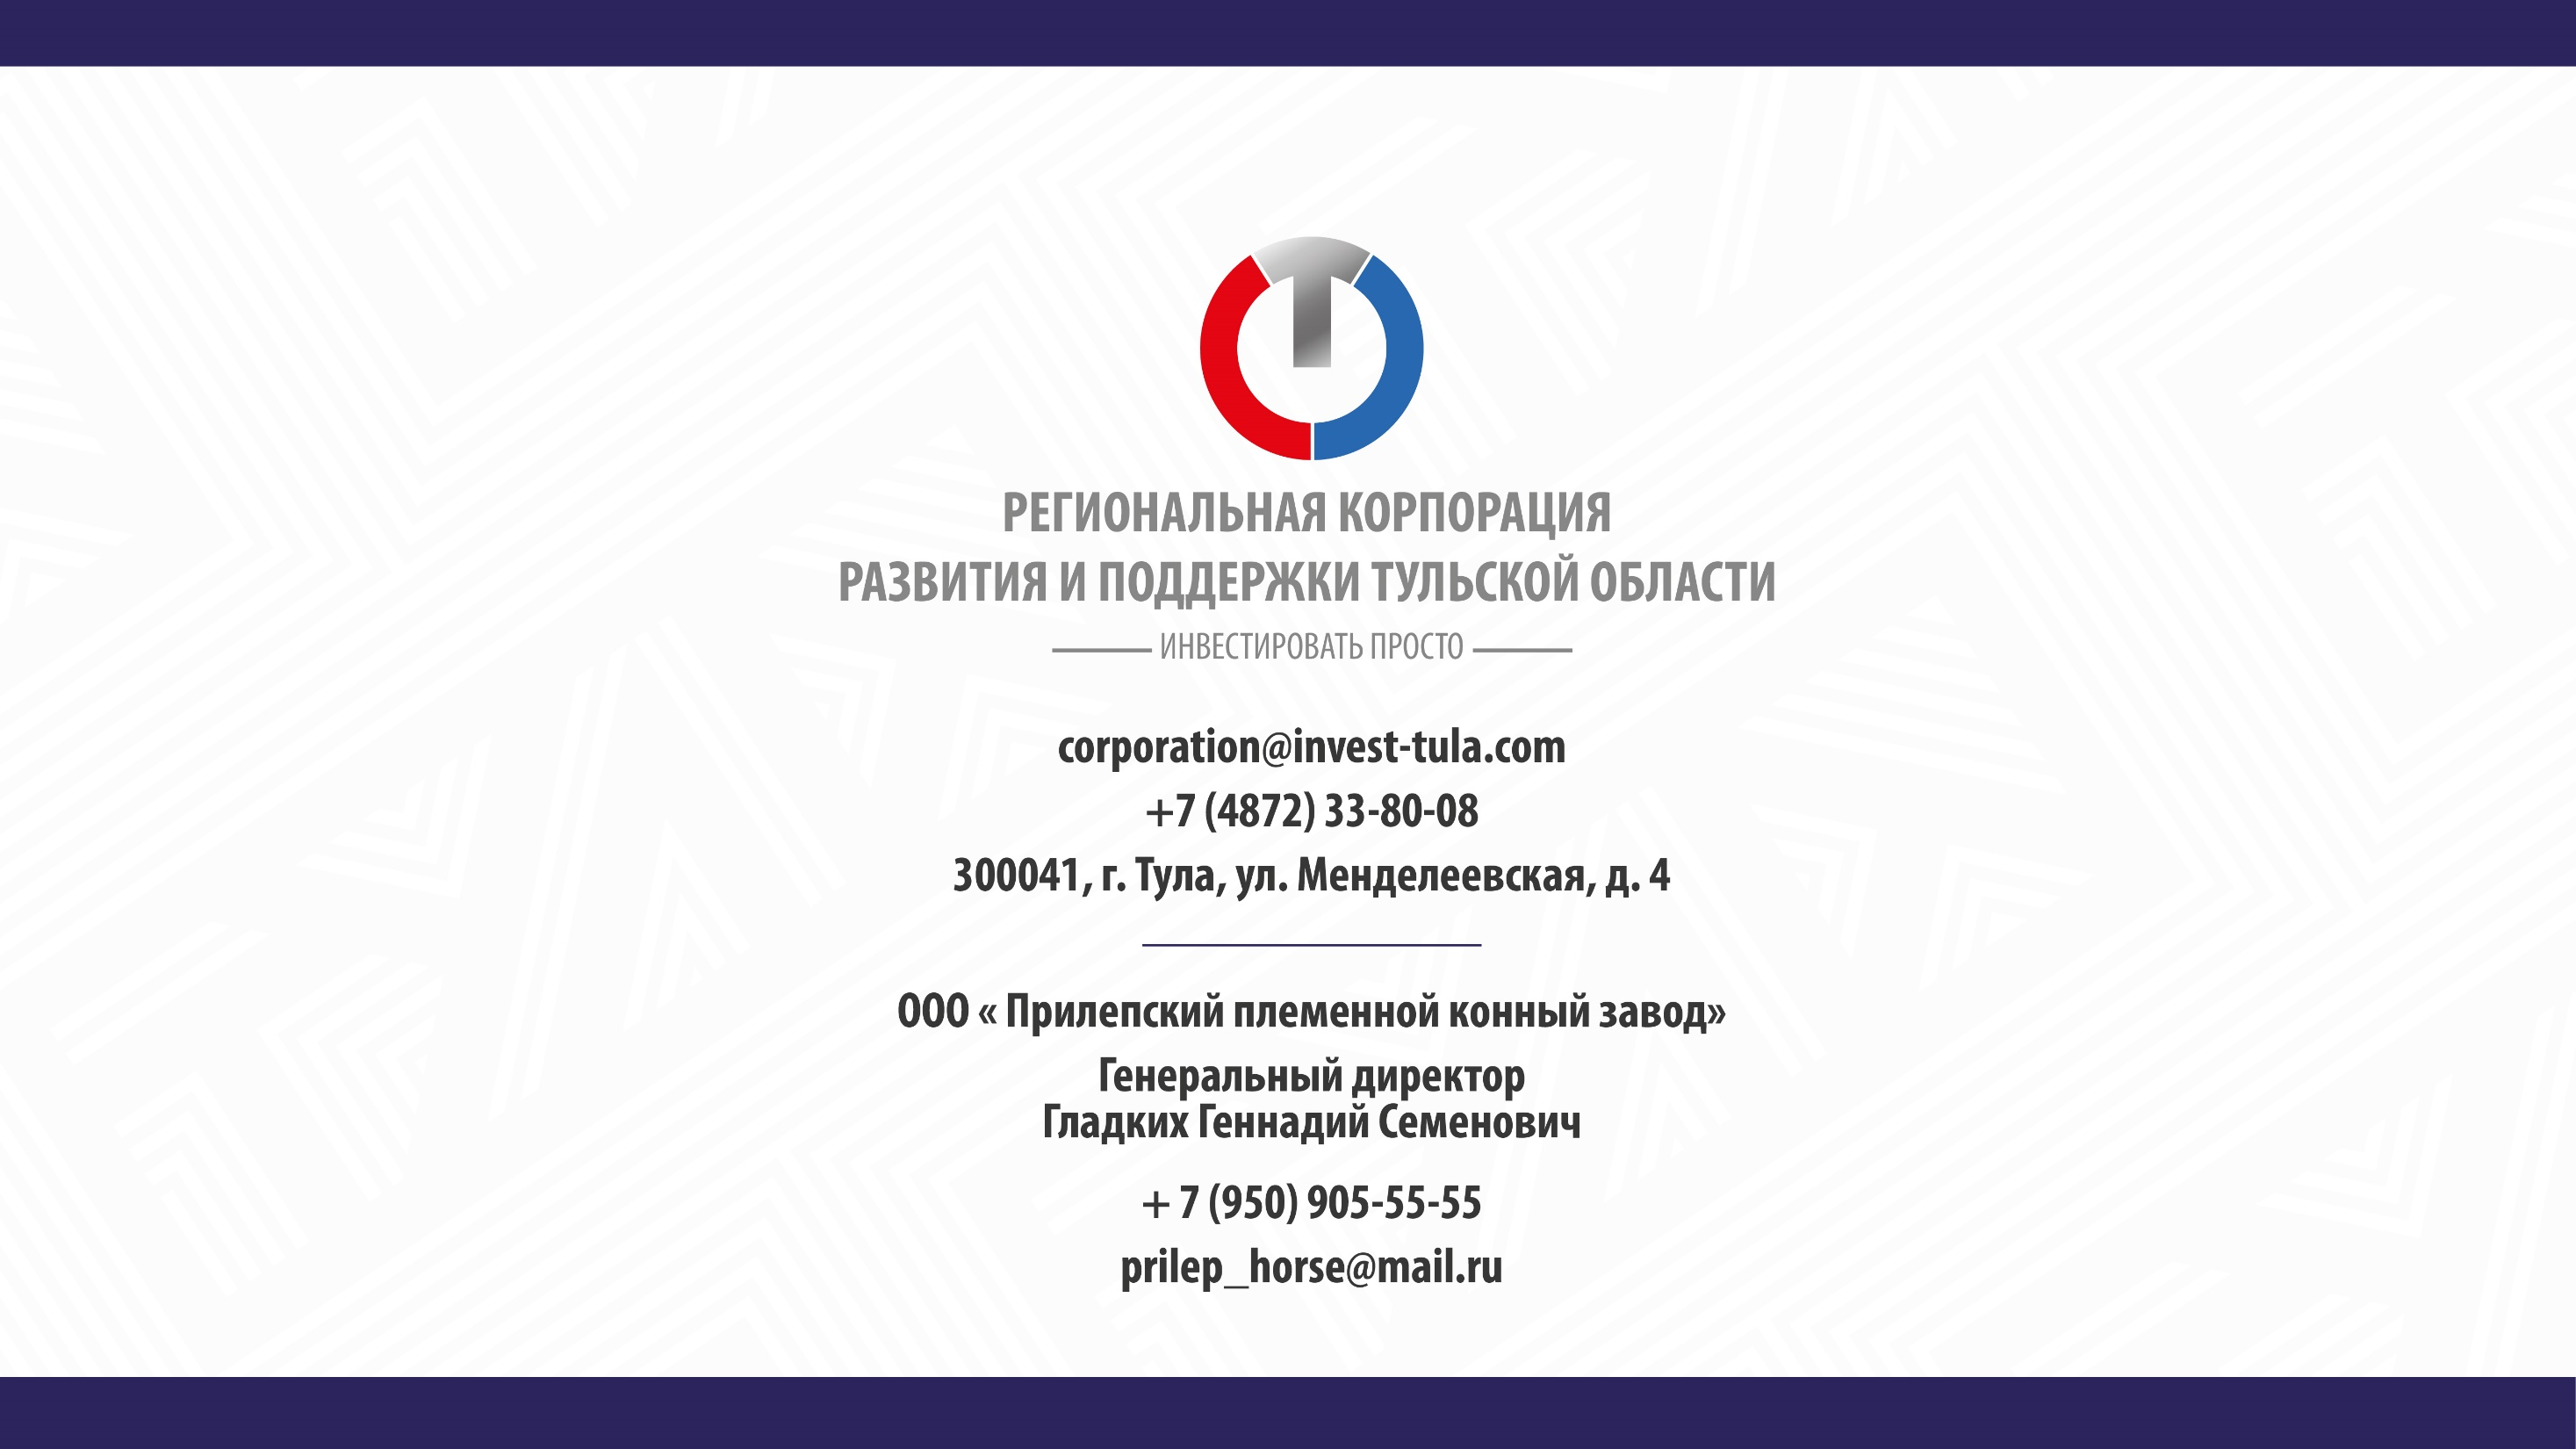 РЕГИОНАЛЬНАЯ КОРПОРАЦИЯ
РАЗВИТИЯ И ПОДДЕРЖКИ ТУЛЬСКОЙ ОБЛАСТИ
ИНВЕСТИРОВАТЬ ПРОСТО
corporation@invest-tula.com
+7 (4872) 33-80-08
300041, г. Тула, ул. Менделеевская, д. 4
ООО « Прилепский племенной конный завод»
Генеральный директор
Гладких Геннадий Семенович
+ 7 (950) 905-55-55
prilep_horse@mail.ru